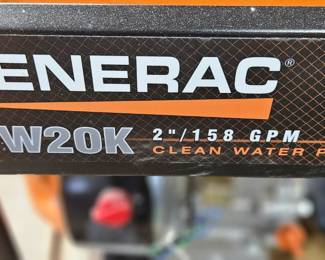 ENERAC®
W20K 2"/158 GPM
CLEAN WATER P